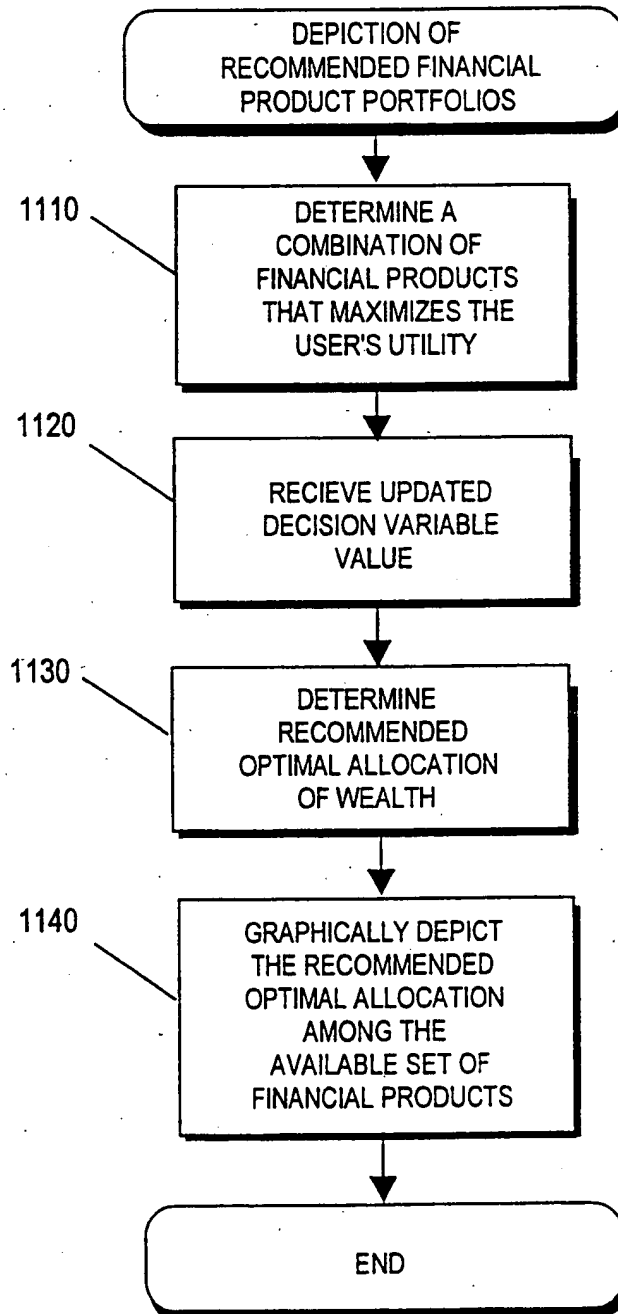 DEPICTION OF
RECOMMENDED FINANCIAL
PRODUCT PORTFOLIOS
1110
DETERMINE A
COMBINATION OF
FINANCIAL PRODUCTS
THAT MAXIMIZES THE
USER'S UTILITY
1120
RECIEVE UPDATED
DECISION VARIABLE
VALUE
1130
DETERMINE
RECOMMENDED
OPTIMAL ALLOCATION
OF WEALTH
1140
GRAPHICALLY DEPICT
THE RECOMMENDED
OPTIMAL ALLOCATION
AMONG THE
AVAILABLE SET OF
FINANCIAL PRODUCTS
END